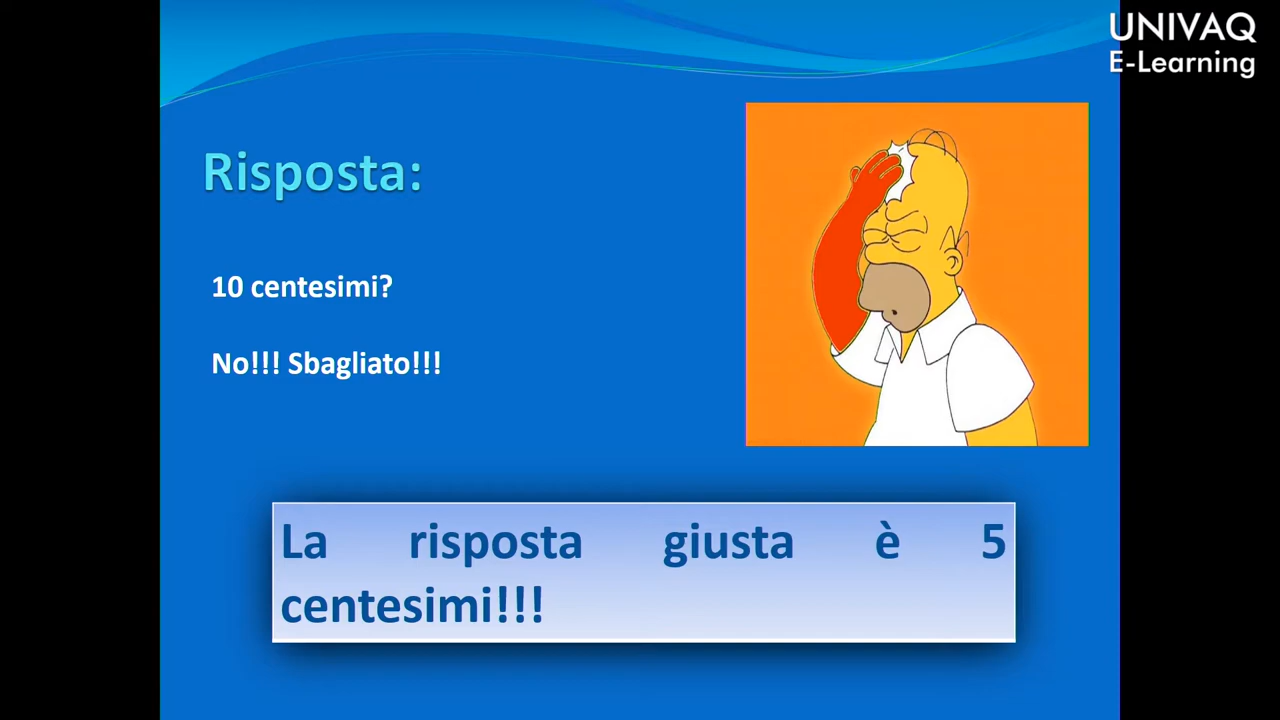 UNIVAQ
E-Learning
Risposta:
10 centesimi?
No!!! Sbagliato!!!
La risposta giusta è 5
centesimi!!!